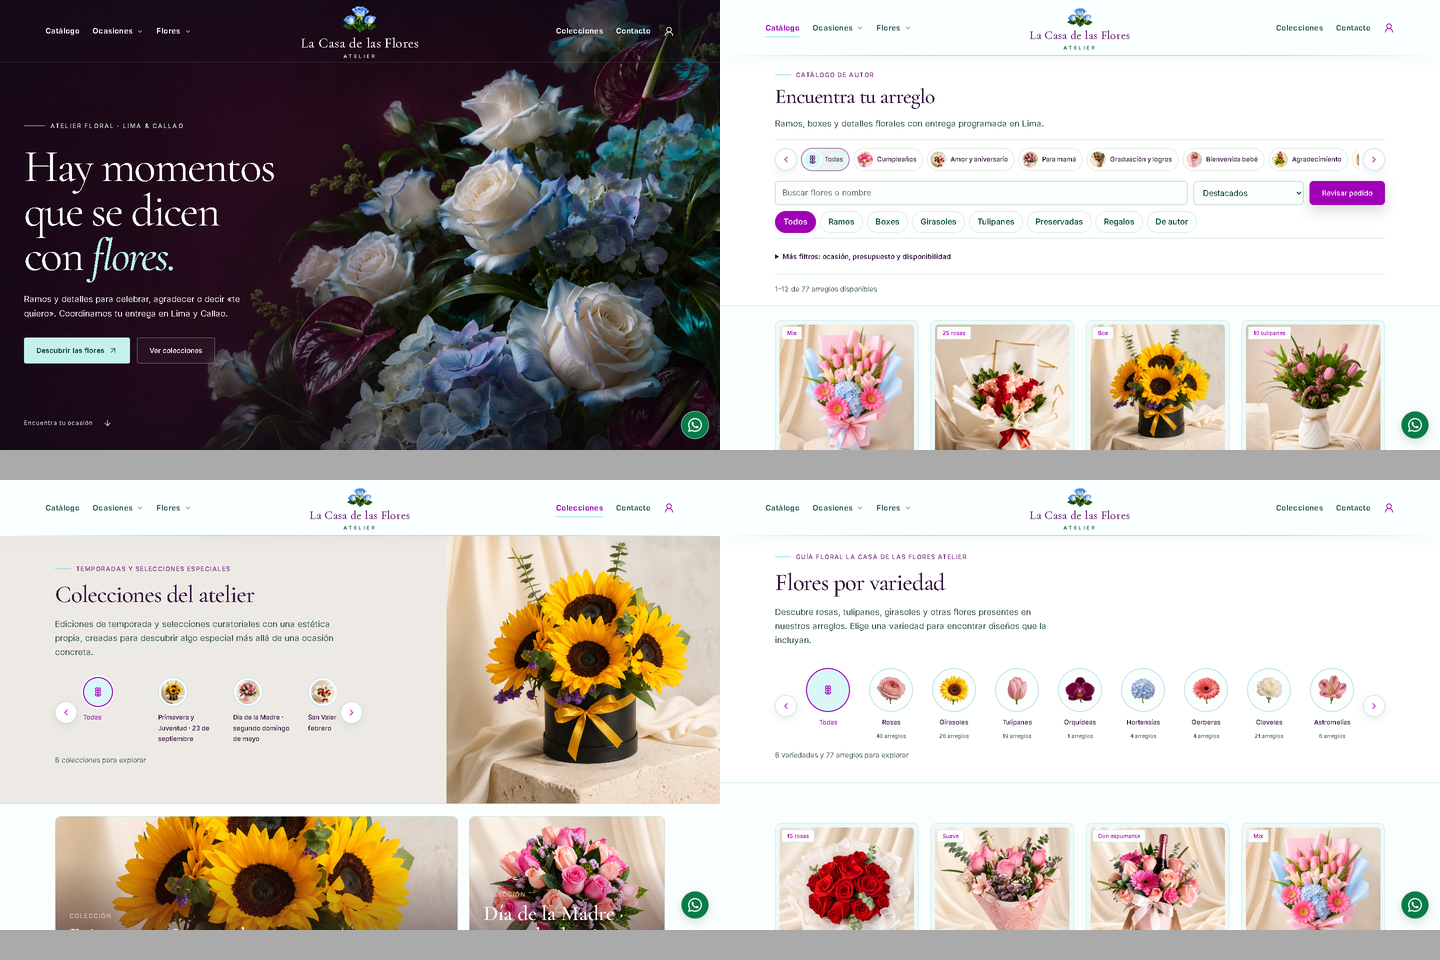 Catálogo Ocasiones Flores
La Casa de las Flores
ATELIER
Colecciones Contacto
ATELIER FLORAL · LIMA & CALLAO
Hay momentos
que se dicen
con flores.
Ramos y detalles para celebrar, agradecer o decir «te
quiero». Coordinamos tu entrega en Lima y Callao.
Descubrir las flores
Ver colecciones
Encuentra tu ocasión
Catálogo Ocasiones Flores
La Casa de las Flores
ATELIER
Colecciones Contacto
CATÁLOGO DE AUTOR
Encuentra tu arreglo
Ramos, boxes y detalles florales con entrega programada en Lima.
Todas Cumpleaños Amor y aniversario Para mamá Graduación y logros Bienvenida bebé Agradecimiento
Buscar flores o nombre Destacados Revisar pedido
Todos Ramos Boxes Girasoles Tulipanes Preservadas Regalos De autor
Más filtros: ocasión, presupuesto y disponibilidad
1–12 de 77 arreglos disponibles
Mix 25 rosas Box 10 tulipanes
Catálogo Ocasiones Flores
La Casa de las Flores
ATELIER
Colecciones Contacto
TEMPORADAS Y SELECCIONES ESPECIALES
Colecciones del atelier
Ediciones de temporada y selecciones curatoriales con una estética
propia, creadas para descubrir algo especial más allá de una ocasión
concreta.
Todas
Primavera y
Juventud · 23 de
septiembre
Día de la Madre ·
segundo domingo
de mayo
San Valer
febrero
8 colecciones para explorar
COLECCIÓN
COLECCIÓN
Día de la Madre ·
Catálogo Ocasiones Flores
La Casa de las Flores
ATELIER
Colecciones Contacto
GUÍA FLORAL LA CASA DE LAS FLORES ATELIER
Flores por variedad
Descubre rosas, tulipanes, girasoles y otras flores presentes en
nuestros arreglos. Elige una variedad para encontrar diseños que la
incluyan.
Todas Rosas Girasoles Tulipanes Orquídeas Hortensias Gerberas Claveles Astromelias
40 arreglos 26 arreglos 19 arreglos 1 arreglos 4 arreglos 4 arreglos 21 arreglos 6 arreglos
8 variedades y 77 arreglos para explorar
15 rosas Suave Con espumante Mix